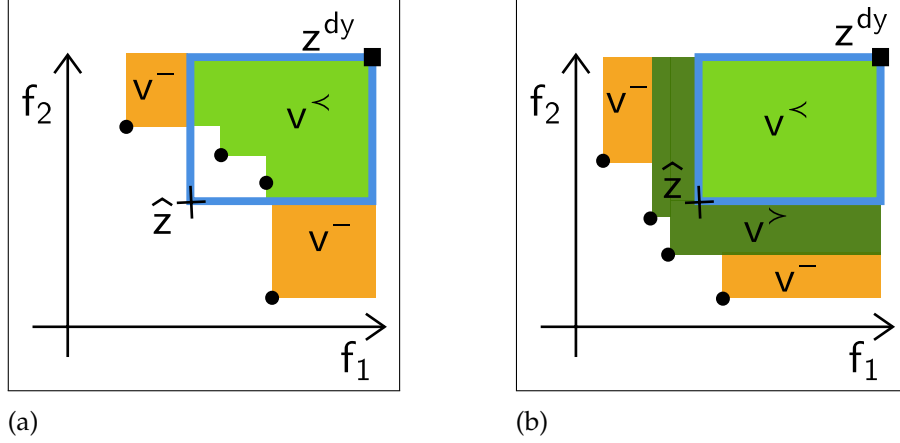 z^dy
f_2
v^-
v^≺
ẑ
v^-
f_1
(a)
z^dy
f_2
v^-
v^≺
ẑ
v^≻
v^-
f_1
(b)